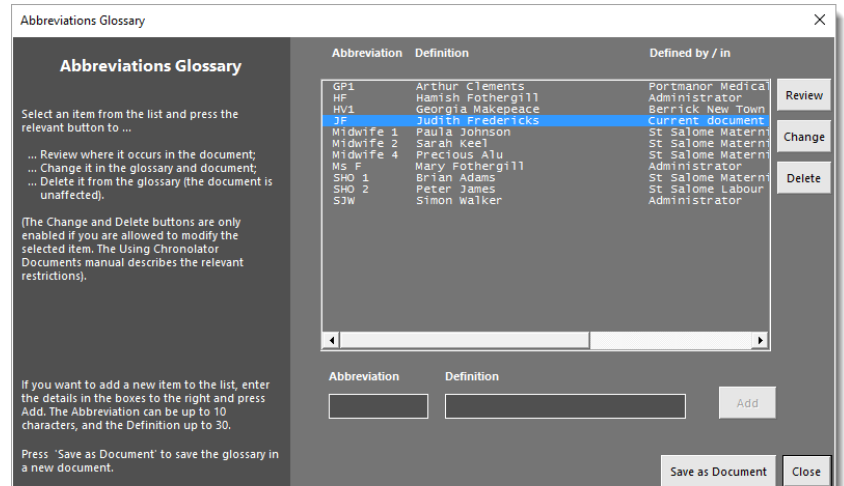 Abbreviations Glossary
Abbreviations Glossary
Select an item from the list and press the
relevant button to ...
... Review where it occurs in the document;
... Change it in the glossary and document;
... Delete it from the glossary (the document is
unaffected).
(The Change and Delete buttons are only
enabled if you are allowed to modify the
selected item. The Using Chronolator
Documents manual describes the relevant
restrictions).
If you want to add a new item to the list, enter
the details in the boxes to the right and press
Add. The Abbreviation can be up to 10
characters, and the Definition up to 30.
Press `Save as Document' to save the glossary in
a new document.
Abbreviation Definition Defined by / in
GP1 Arthur Clements Portmanor Medical
HF Hamish Fothergill Administrator
HV1 Georgia Makepeace Berrick New Town
JF Judith Fredericks Current document
Midwife 1 Paula Johnson St Salome Materni
Midwife 2 Sarah Keel St Salome Materni
Midwife 4 Precious Alu St Salome Materni
Ms F Mary Fothergill Administrator
SHO 1 Brian Adams St Salome Materni
SHO 2 Peter James St Salome Labour
SJW Simon Walker Administrator
Review
Change
Delete
Abbreviation Definition
Add
Save as Document Close